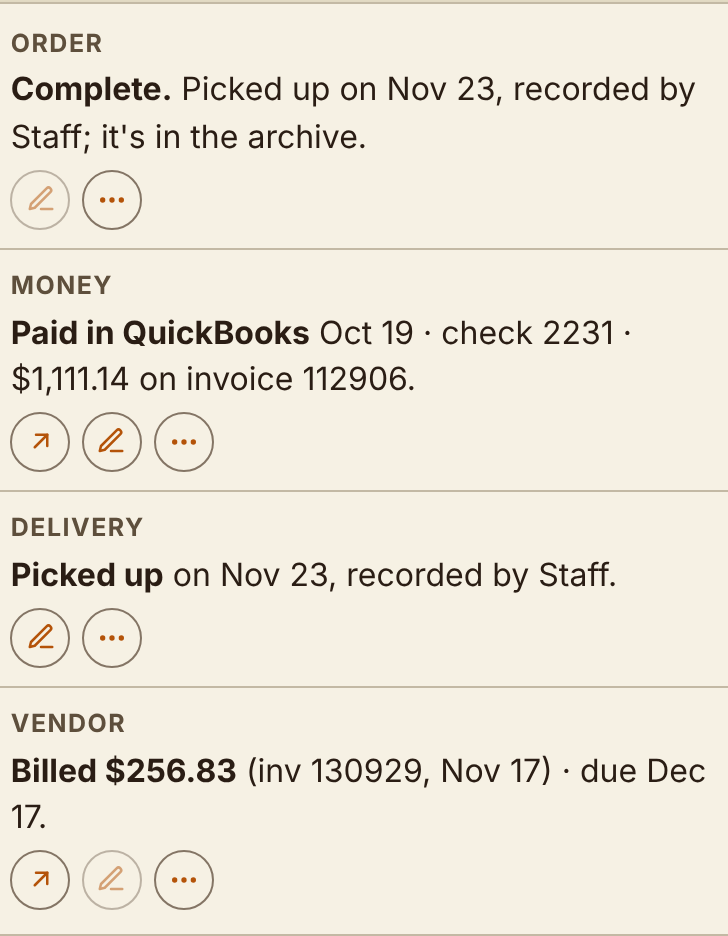 ORDER
Complete. Picked up on Nov 23, recorded by
Staff; it's in the archive.
MONEY
Paid in QuickBooks Oct 19 · check 2231 ·
$1,111.14 on invoice 112906.
DELIVERY
Picked up on Nov 23, recorded by Staff.
VENDOR
Billed $256.83 (inv 130929, Nov 17) · due Dec
17.